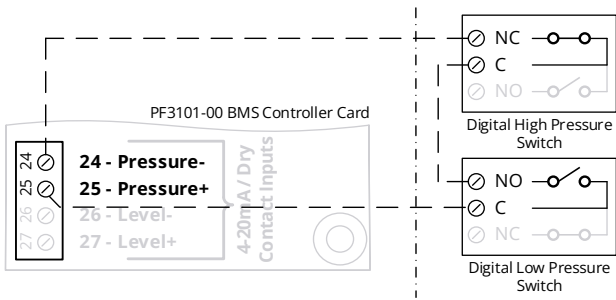 NC
C
NO
Digital High Pressure
Switch
PF3101-00 BMS Controller Card
24
25
26
27
24 - Pressure-
25 - Pressure+
26 - Level-
27 - Level+
4-20mA / Dry
Contact Inputs
NO
C
NC
Digital Low Pressure
Switch